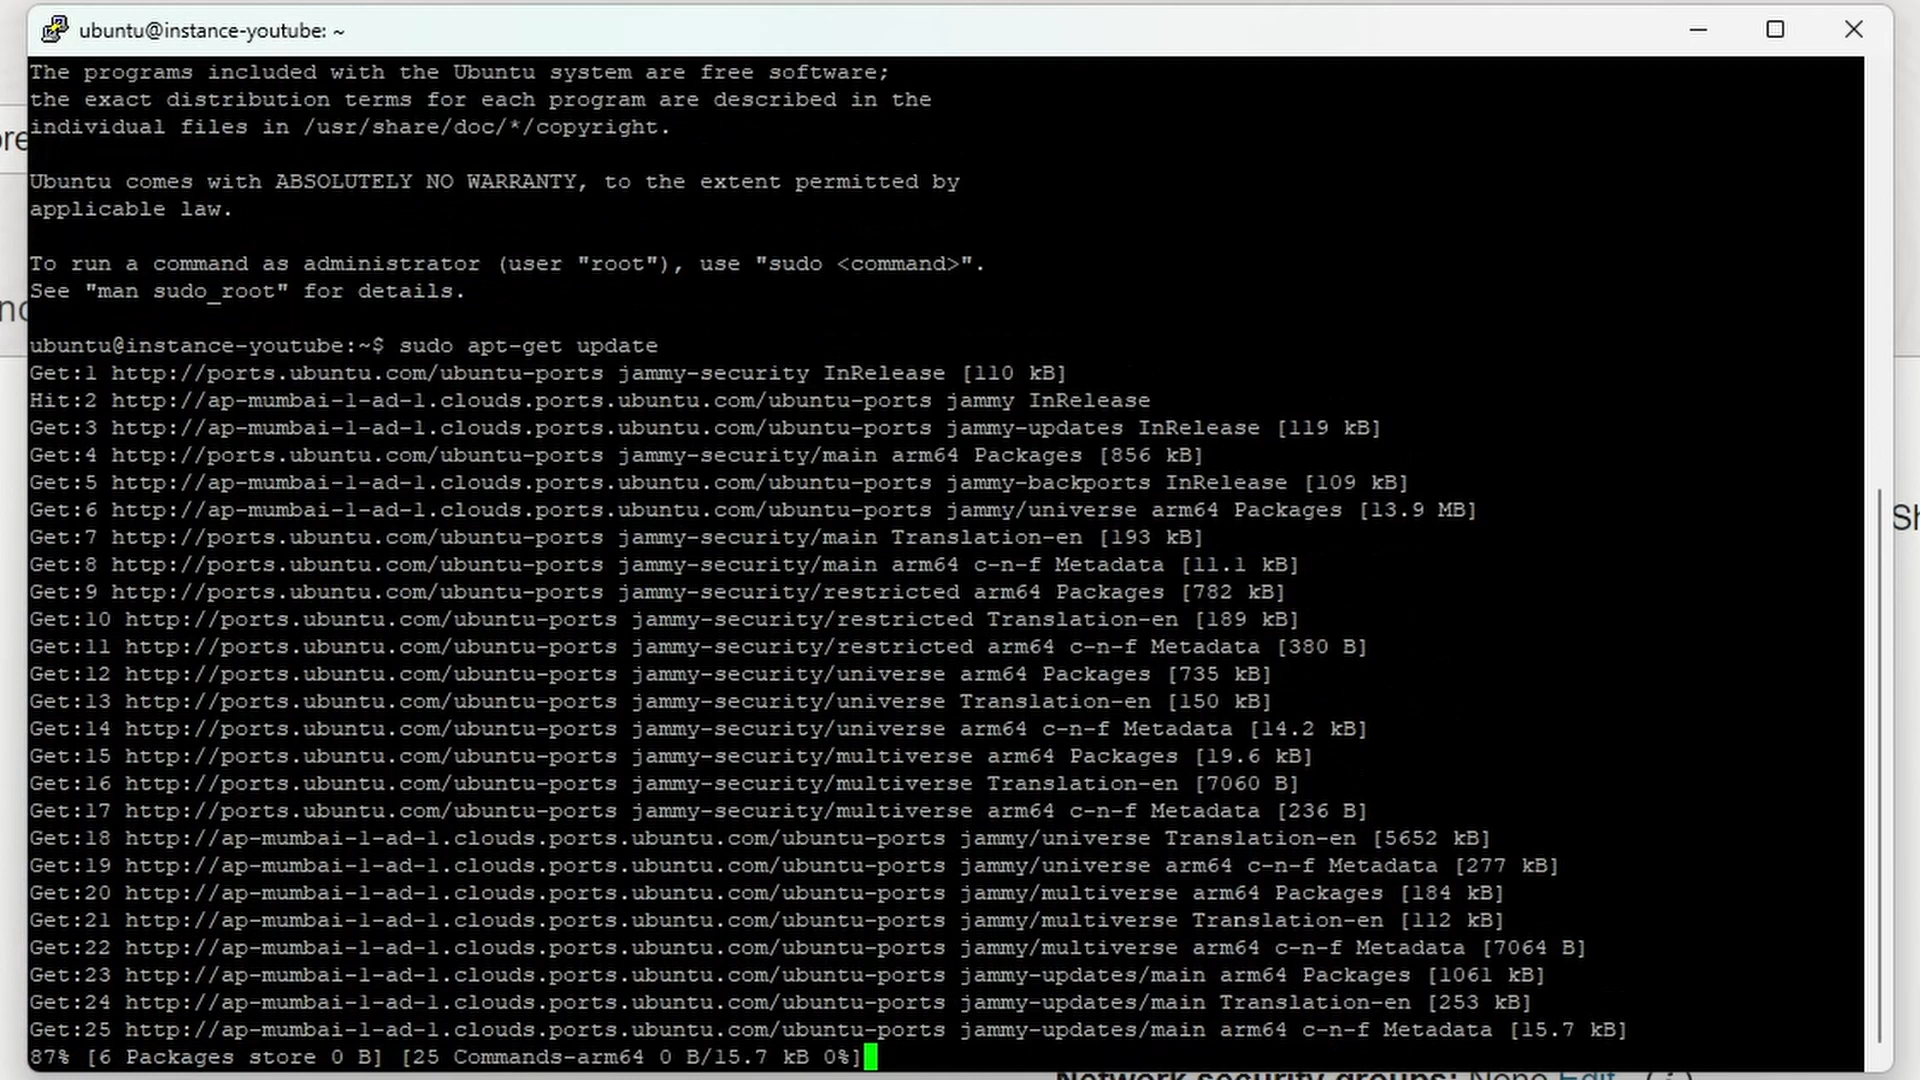 ubuntu@instance-youtube: ~
The programs included with the Ubuntu system are free software;
the exact distribution terms for each program are described in the
individual files in /usr/share/doc/*/copyright.
Ubuntu comes with ABSOLUTELY NO WARRANTY, to the extent permitted by
applicable law.
To run a command as administrator (user "root"), use "sudo <command>".
See "man sudo_root" for details.
ubuntu@instance-youtube:~$ sudo apt-get update
Get:1 http://ports.ubuntu.com/ubuntu-ports jammy-security InRelease [110 kB]
Hit:2 http://ap-mumbai-1-ad-1.clouds.ports.ubuntu.com/ubuntu-ports jammy InRelease
Get:3 http://ap-mumbai-1-ad-1.clouds.ports.ubuntu.com/ubuntu-ports jammy-updates InRelease [119 kB]
Get:4 http://ports.ubuntu.com/ubuntu-ports jammy-security/main arm64 Packages [856 kB]
Get:5 http://ap-mumbai-1-ad-1.clouds.ports.ubuntu.com/ubuntu-ports jammy-backports InRelease [109 kB]
Get:6 http://ap-mumbai-1-ad-1.clouds.ports.ubuntu.com/ubuntu-ports jammy/universe arm64 Packages [13.9 MB]
Get:7 http://ports.ubuntu.com/ubuntu-ports jammy-security/main Translation-en [193 kB]
Get:8 http://ports.ubuntu.com/ubuntu-ports jammy-security/main arm64 c-n-f Metadata [11.1 kB]
Get:9 http://ports.ubuntu.com/ubuntu-ports jammy-security/restricted arm64 Packages [782 kB]
Get:10 http://ports.ubuntu.com/ubuntu-ports jammy-security/restricted Translation-en [189 kB]
Get:11 http://ports.ubuntu.com/ubuntu-ports jammy-security/restricted arm64 c-n-f Metadata [380 B]
Get:12 http://ports.ubuntu.com/ubuntu-ports jammy-security/universe arm64 Packages [735 kB]
Get:13 http://ports.ubuntu.com/ubuntu-ports jammy-security/universe Translation-en [150 kB]
Get:14 http://ports.ubuntu.com/ubuntu-ports jammy-security/universe arm64 c-n-f Metadata [14.2 kB]
Get:15 http://ports.ubuntu.com/ubuntu-ports jammy-security/multiverse arm64 Packages [19.6 kB]
Get:16 http://ports.ubuntu.com/ubuntu-ports jammy-security/multiverse Translation-en [7060 B]
Get:17 http://ports.ubuntu.com/ubuntu-ports jammy-security/multiverse arm64 c-n-f Metadata [236 B]
Get:18 http://ap-mumbai-1-ad-1.clouds.ports.ubuntu.com/ubuntu-ports jammy/universe Translation-en [5652 kB]
Get:19 http://ap-mumbai-1-ad-1.clouds.ports.ubuntu.com/ubuntu-ports jammy/universe arm64 c-n-f Metadata [277 kB]
Get:20 http://ap-mumbai-1-ad-1.clouds.ports.ubuntu.com/ubuntu-ports jammy/multiverse arm64 Packages [184 kB]
Get:21 http://ap-mumbai-1-ad-1.clouds.ports.ubuntu.com/ubuntu-ports jammy/multiverse Translation-en [112 kB]
Get:22 http://ap-mumbai-1-ad-1.clouds.ports.ubuntu.com/ubuntu-ports jammy/multiverse arm64 c-n-f Metadata [7064 B]
Get:23 http://ap-mumbai-1-ad-1.clouds.ports.ubuntu.com/ubuntu-ports jammy-updates/main arm64 Packages [1061 kB]
Get:24 http://ap-mumbai-1-ad-1.clouds.ports.ubuntu.com/ubuntu-ports jammy-updates/main Translation-en [253 kB]
Get:25 http://ap-mumbai-1-ad-1.clouds.ports.ubuntu.com/ubuntu-ports jammy-updates/main arm64 c-n-f Metadata [15.7 kB]
87% [6 Packages store 0 B] [25 Commands-arm64 0 B/15.7 kB 0%]
Network security groups: None Edit